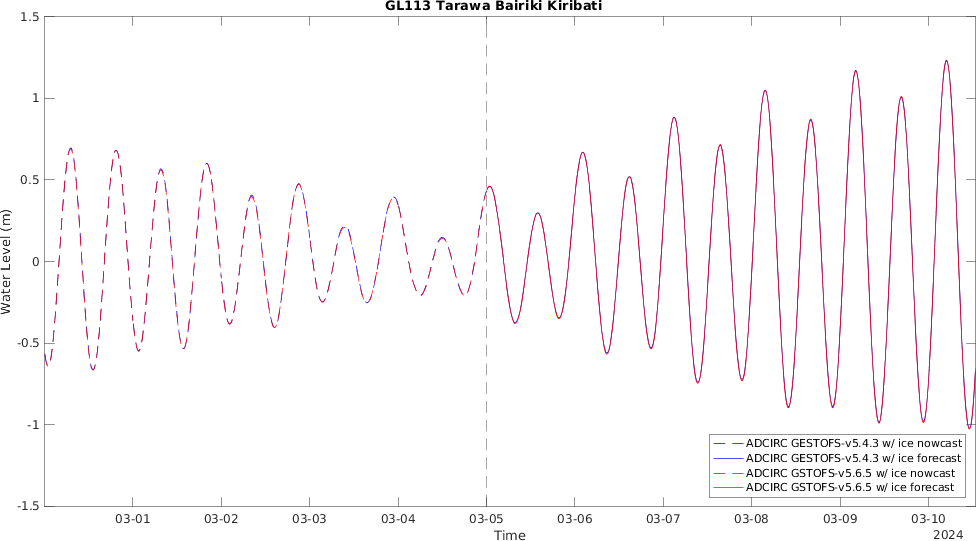 GL113 Tarawa Bairiki Kiribati
1.5
1
0.5
0
-0.5
-1
-1.5
Water Level (m)
03-01 03-02 03-03 03-04 03-05 03-06 03-07 03-08 03-09 03-10
Time
2024
ADCIRC GESTOFS-v5.4.3 w/ ice nowcast
ADCIRC GESTOFS-v5.4.3 w/ ice forecast
ADCIRC GSTOFS-v5.6.5 w/ ice nowcast
ADCIRC GSTOFS-v5.6.5 w/ ice forecast